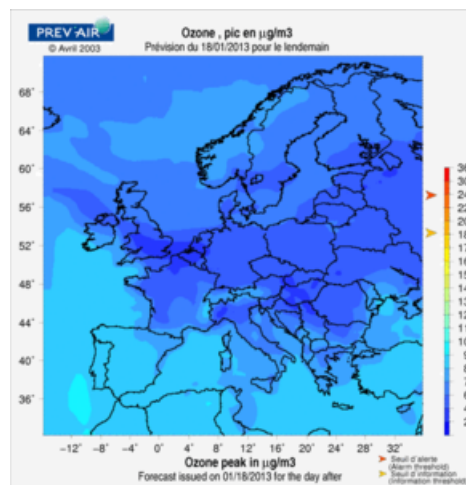 PREV'AIR
© Avril 2003
Ozone , pic en µg/m3
Prévision du 18/01/2013 pour le lendemain
68°
64°
60°
56°
52°
48°
44°
40°
36°
-12° -8° -4° 0° 4° 8° 12° 16° 20° 24° 28° 32°
Ozone peak in µg/m3
Forecast issued on 01/18/2013 for the day after
Seuil d'alerte
(Alarm threshold)
Seuil d'information
(Information threshold)